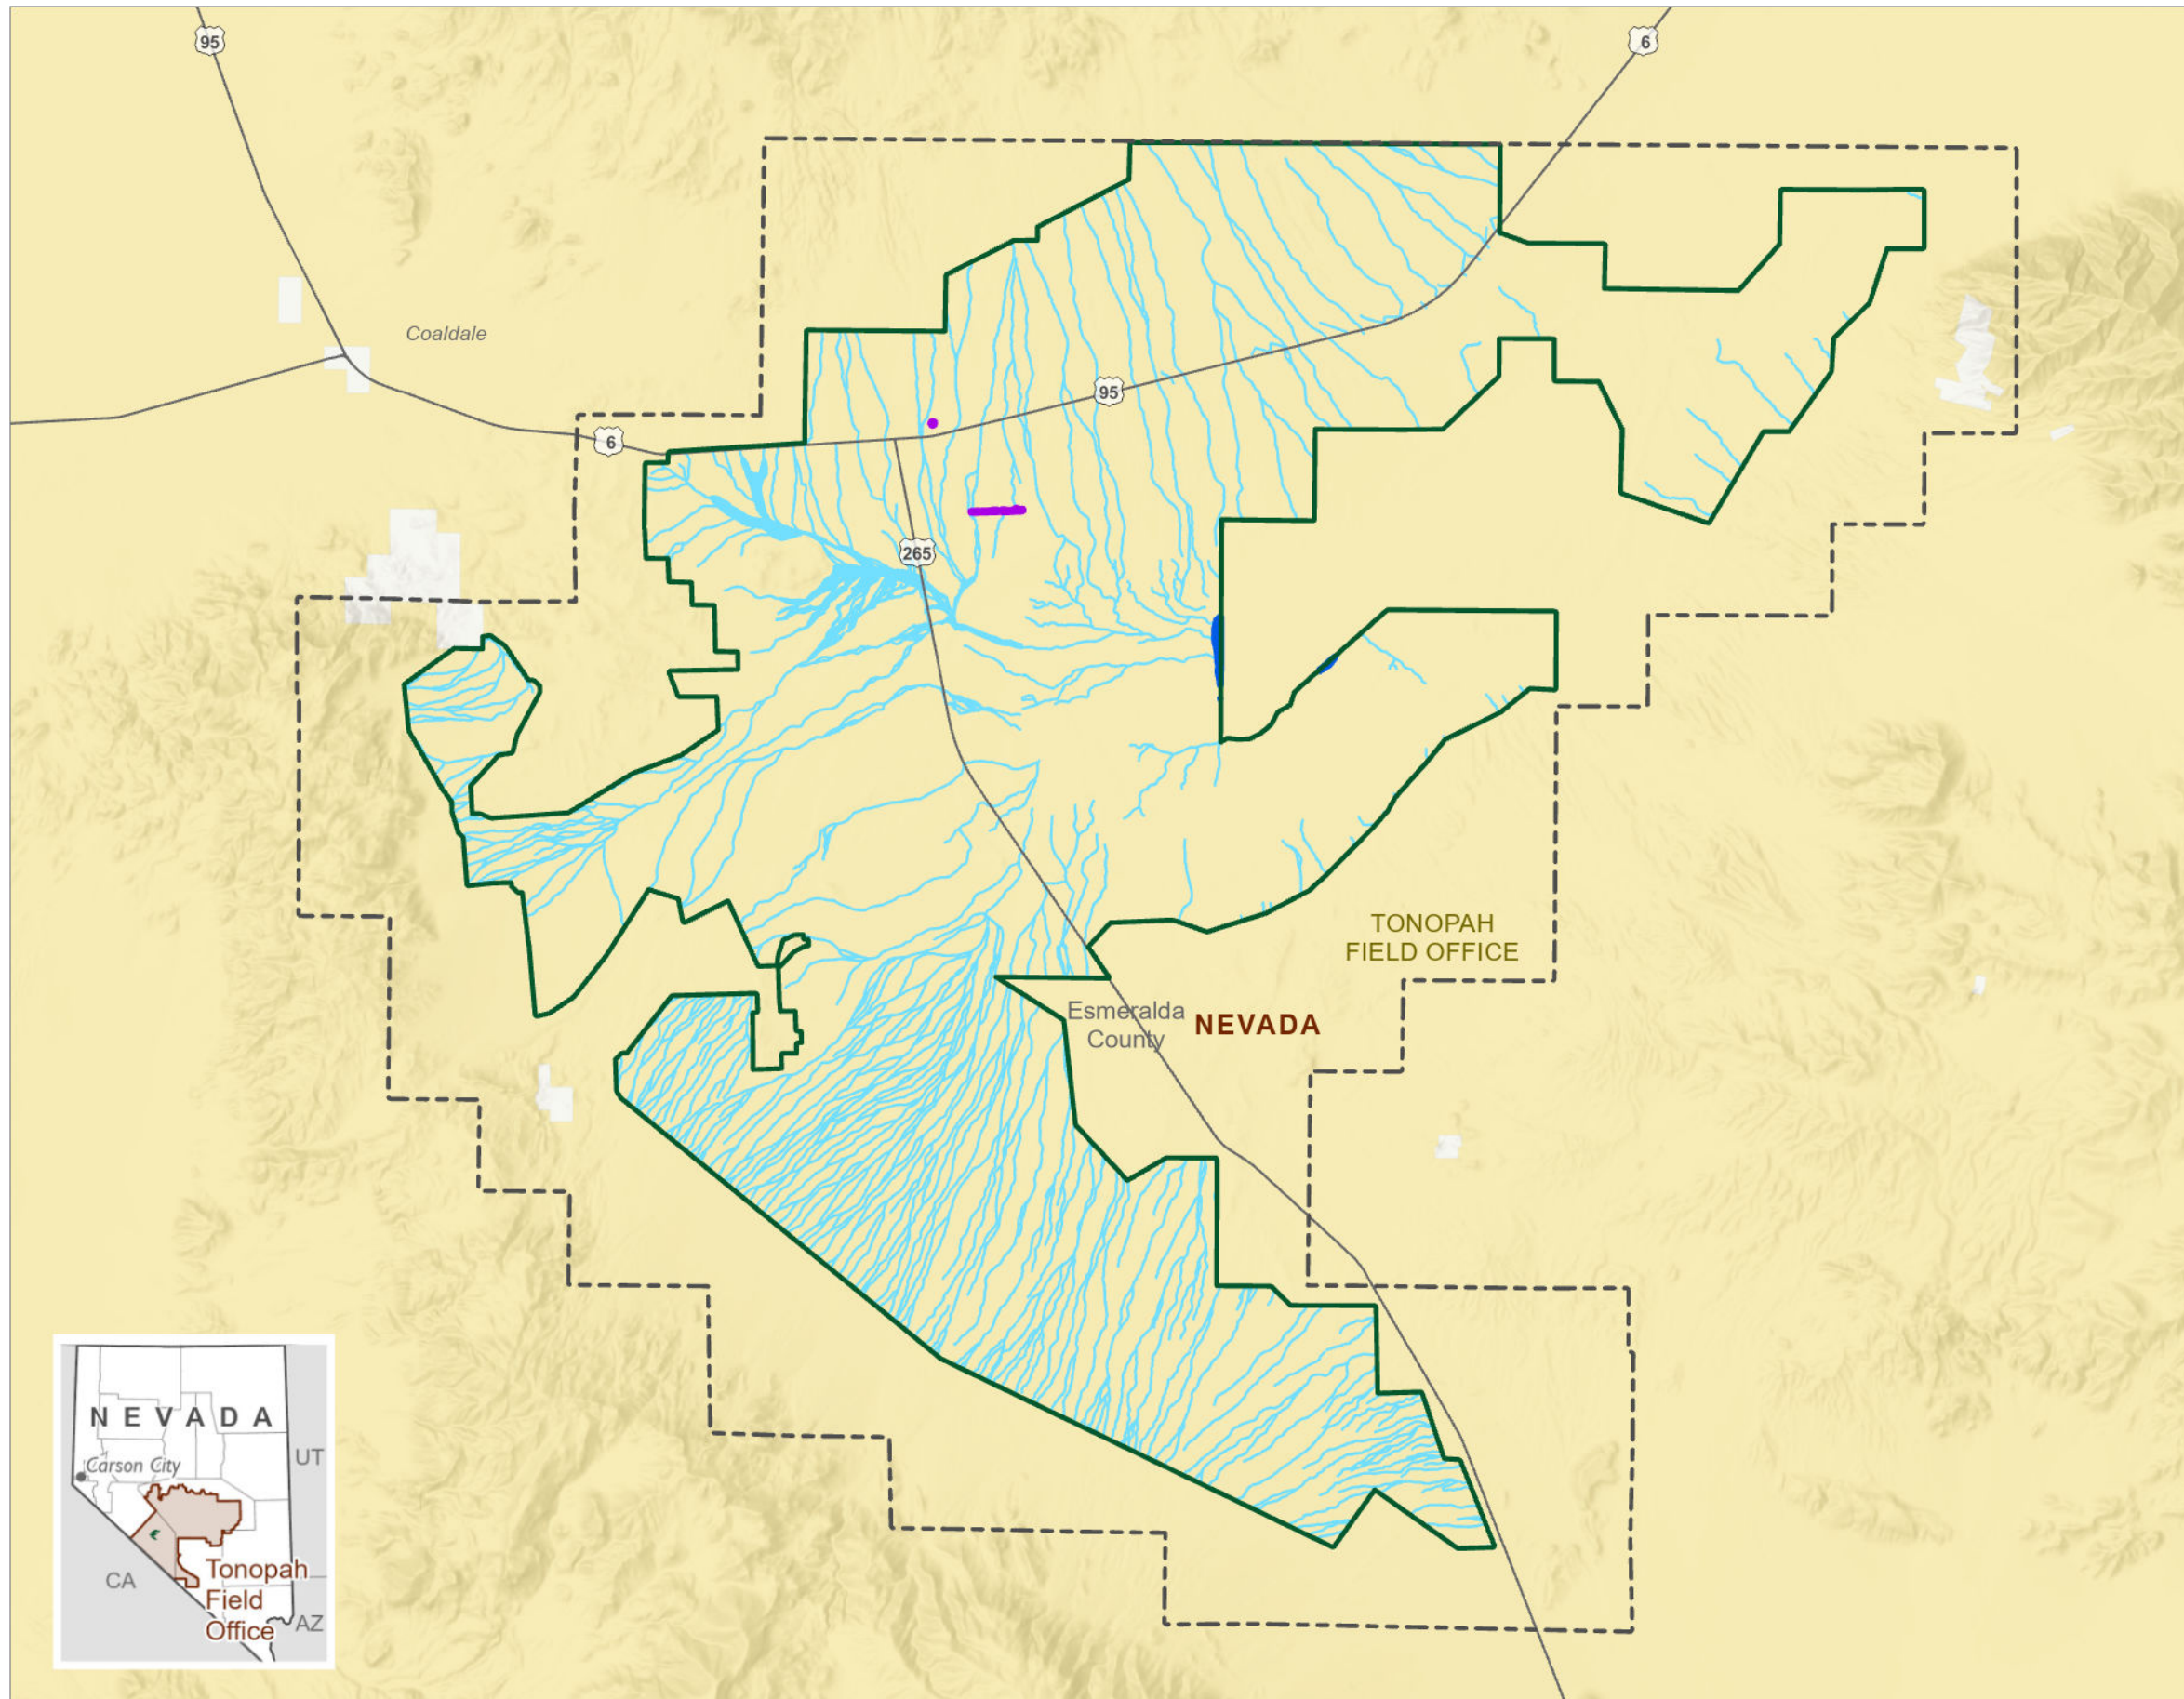 95
6
Coaldale
95
6
265
TONOPAH
FIELD OFFICE
Esmeralda
County
NEVADA
NEVADA
Carson City
UT
CA
Tonopah
Field
Office
AZ